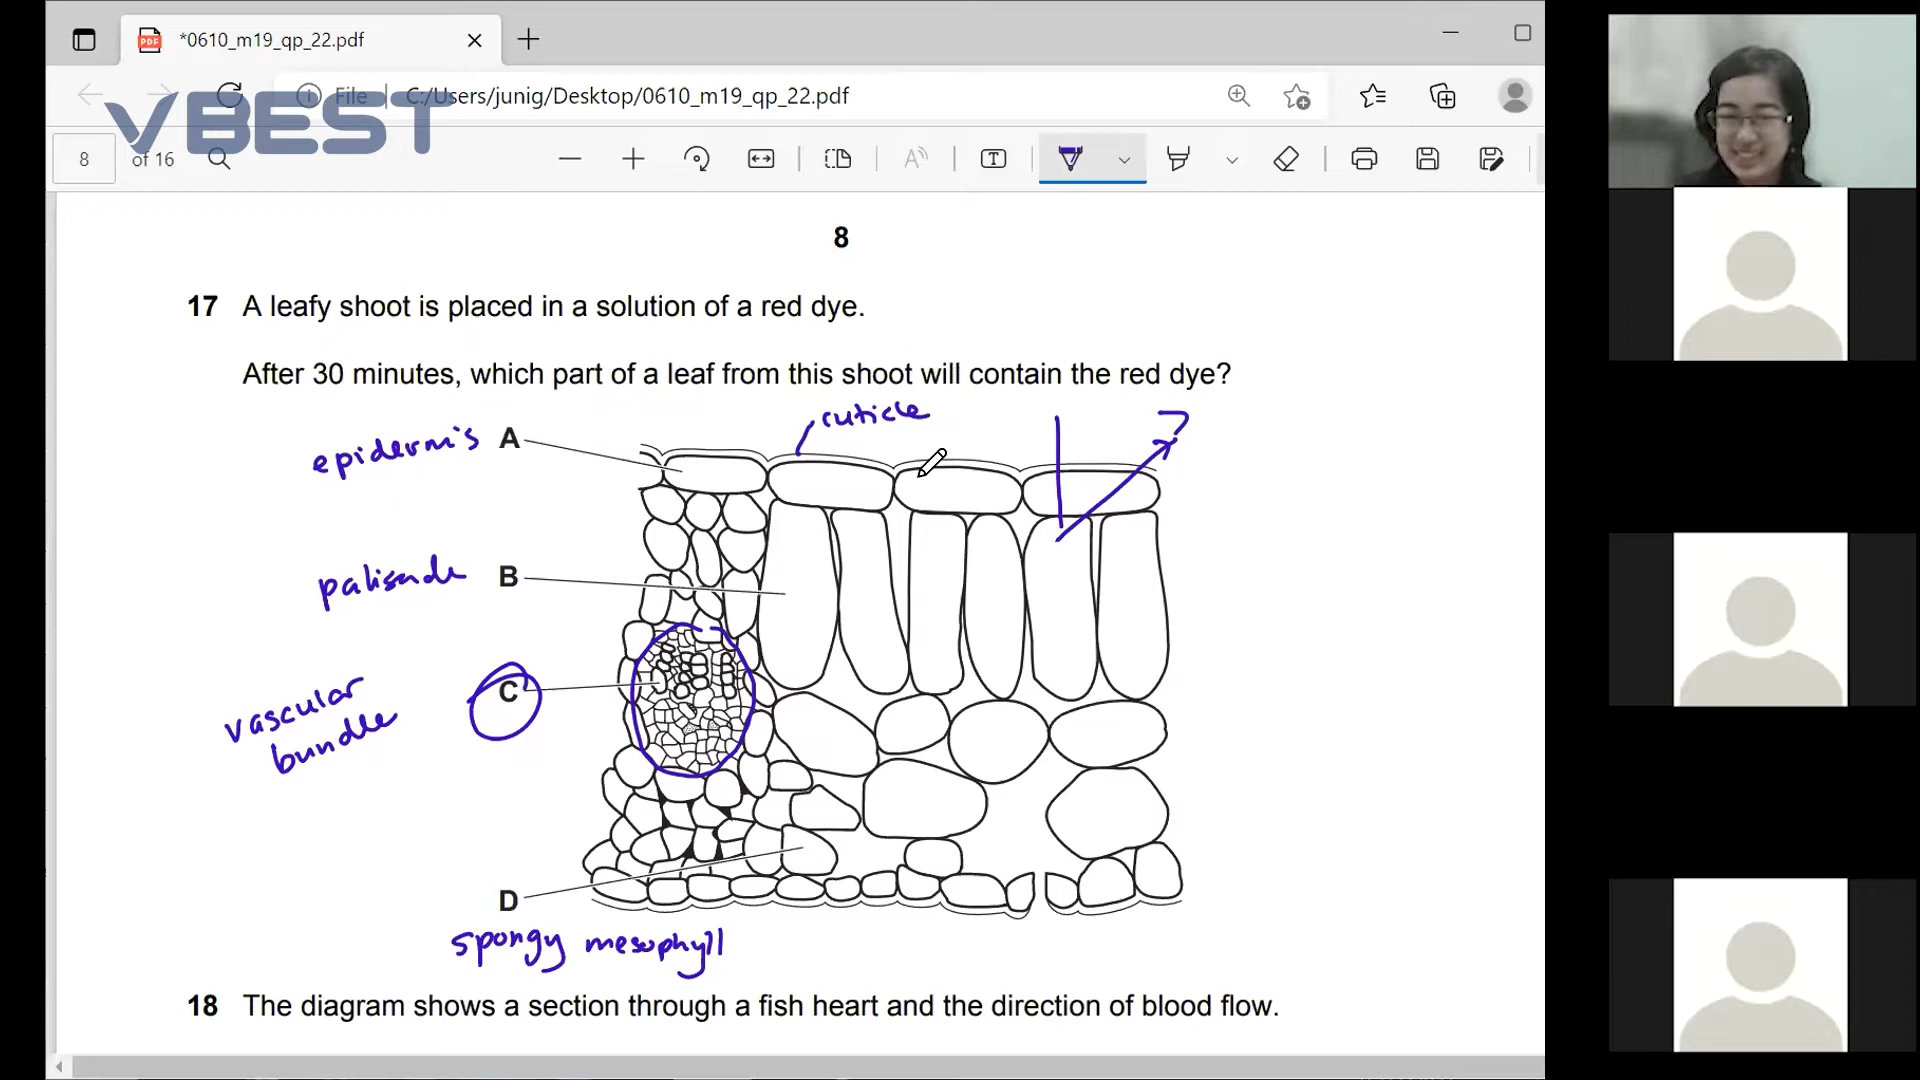 *0610_m19_qp_22.pdf
File C:/Users/junig/Desktop/0610_m19_qp_22.pdf
VBEST
8 of 16
8
17 A leafy shoot is placed in a solution of a red dye.
After 30 minutes, which part of a leaf from this shoot will contain the red dye?
cuticle
epidermis A
palisade B
C
vascular
bundle
D
spongy mesophyll
18 The diagram shows a section through a fish heart and the direction of blood flow.